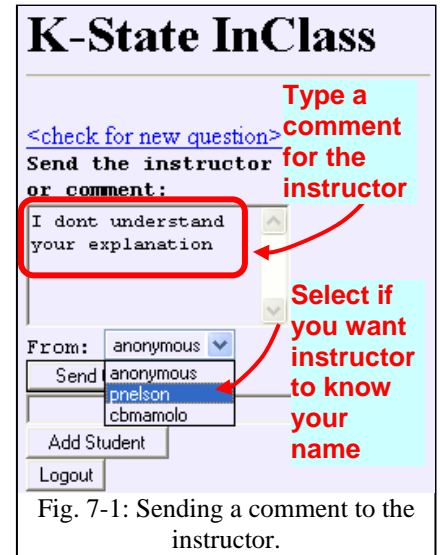 K-State InClass
Type a
comment
for the
instructor
<check for new question>
Send the instructor
or comment:
I dont understand
your explanation
Select if
you want
instructor
to know
your
name
From: anonymous
Send
anonymous
pnelson
cbmamolo
Add Student
Logout
Fig. 7-1: Sending a comment to the
instructor.